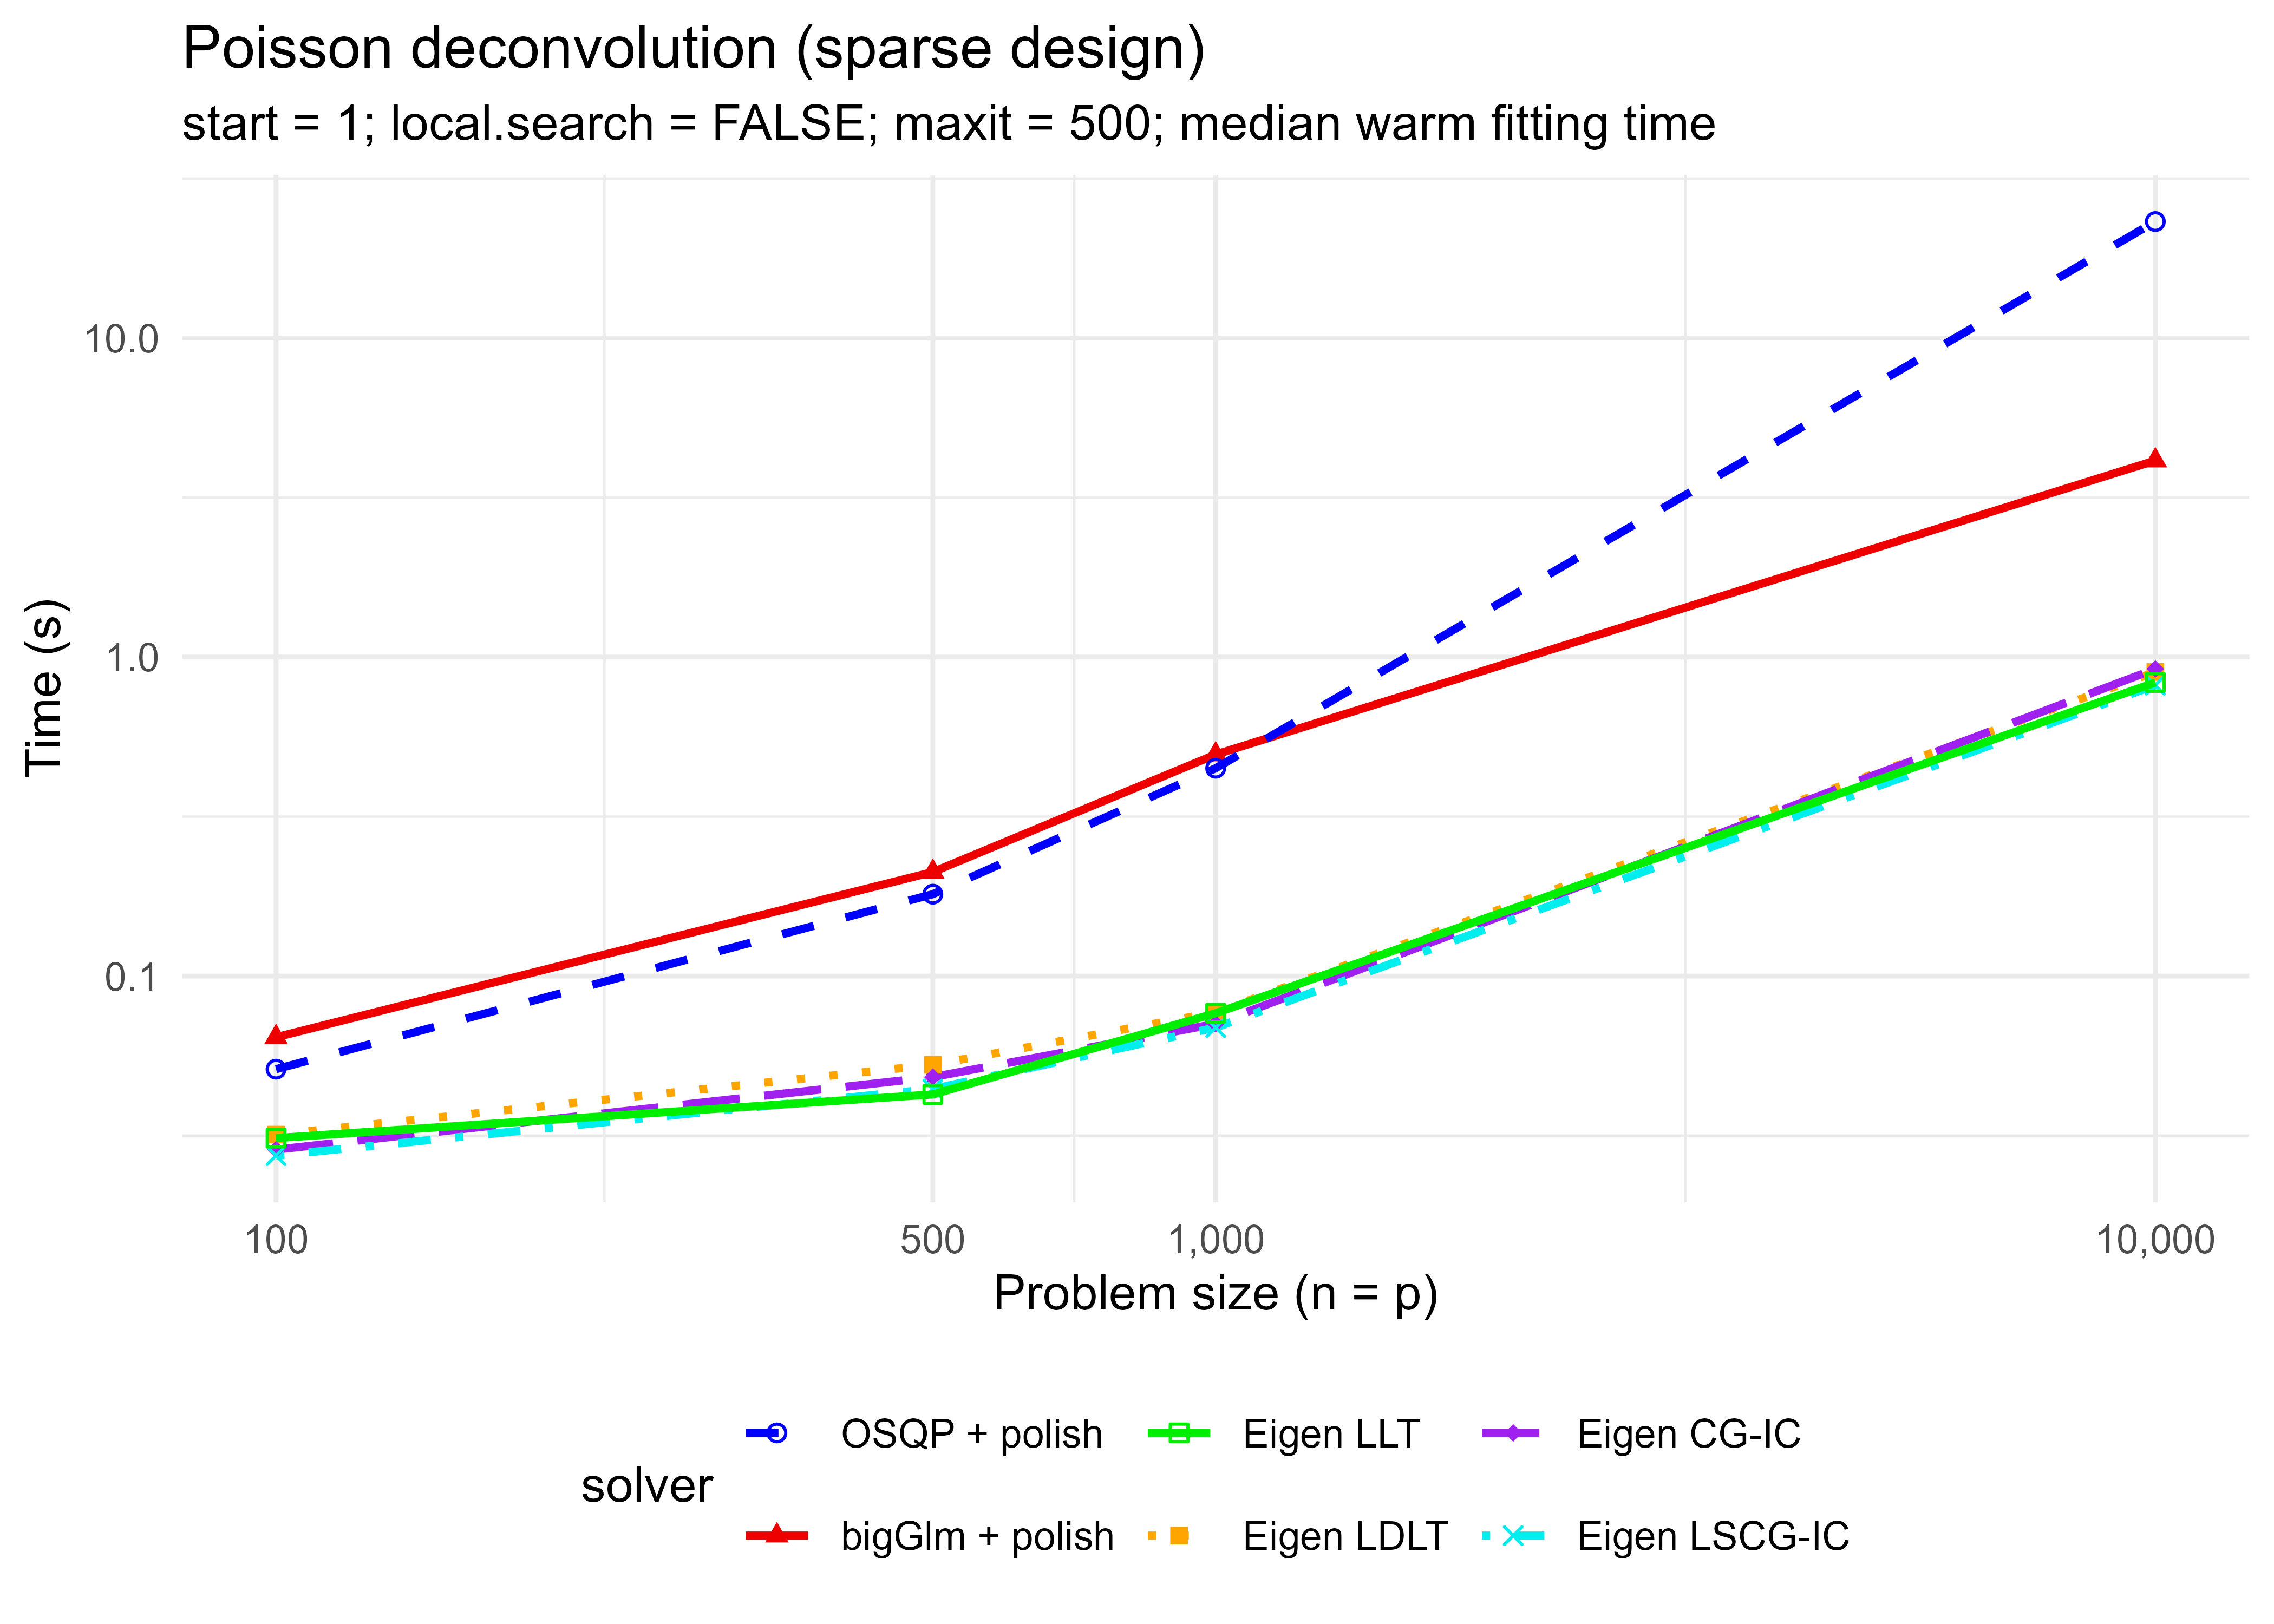 Poisson deconvolution (sparse design)
start = 1; local.search = FALSE; maxit = 500; median warm fitting time
Time (s)
10.0
1.0
0.1
100
500
1,000
10,000
Problem size (n = p)
solver
OSQP + polish
Eigen LLT
Eigen CG-IC
bigGlm + polish
Eigen LDLT
Eigen LSCG-IC